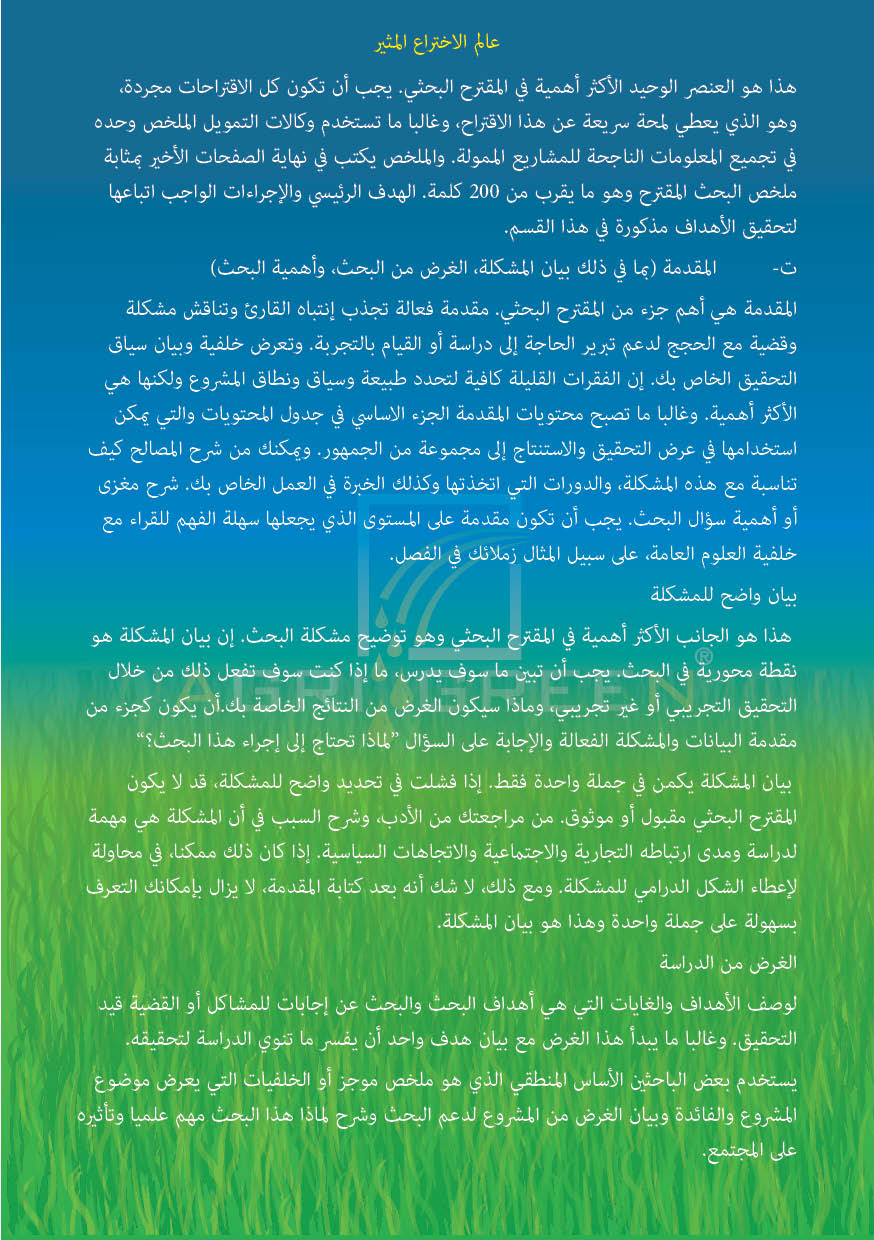 عالم الاختراع المثير
هذا هو العنصر الوحيد الأكثر أهمية في المقترح البحثي. يجب أن تكون كل الاقتراحات مجردة،
وهو الذي يعطي لمحة سريعة عن هذا الاقتراح، وغالبا ما تستخدم وكالات التمويل الملخص وحده
في تجميع المعلومات الناجحة للمشاريع الممولة. والملخص يكتب في نهاية الصفحات الأخير بمثابة
ملخص البحث المقترح وهو ما يقرب من 200 كلمة. الهدف الرئيسي والإجراءات الواجب اتباعها
لتحقيق الأهداف مذكورة في هذا القسم.
ت- المقدمة (بما في ذلك بيان المشكلة، الغرض من البحث، وأهمية البحث)
المقدمة هي أهم جزء من المقترح البحثي. مقدمة فعالة تجذب إنتباه القارئ وتناقش مشكلة
وقضية مع الحجج لدعم تبرير الحاجة إلى دراسة أو القيام بالتجربة. وتعرض خلفية وبيان سياق
التحقيق الخاص بك. إن الفقرات القليلة كافية لتحدد طبيعة وسياق ونطاق المشروع ولكنها هي
الأكثر أهمية. وغالبا ما تصبح محتويات المقدمة الجزء الاساسي في جدول المحتويات والتي يمكن
استخدامها في عرض التحقيق والاستنتاج إلى مجموعة من الجمهور. ويمكنك من شرح المصالح كيف
تناسبة مع هذه المشكلة، والدورات التي اتخذتها وكذلك الخبرة في العمل الخاص بك. شرح مغزى
أو أهمية سؤال البحث. يجب أن تكون مقدمة على المستوى الذي يجعلها سهلة الفهم للقراء مع
خلفية العلوم العامة، على سبيل المثال زملائك في الفصل.
بيان واضح للمشكلة
هذا هو الجانب الأكثر أهمية في المقترح البحثي وهو توضيح مشكلة البحث. إن بيان المشكلة هو
نقطة محورية في البحث. يجب أن تبين ما سوف يدرس، ما إذا كنت سوف تفعل ذلك من خلال
التحقيق التجريبي أو غير تجريبي، وماذا سيكون الغرض من النتائج الخاصة بك.أن يكون كجزء من
مقدمة البيانات والمشكلة الفعالة والإجابة على السؤال ”لماذا تحتاج إلى إجراء هذا البحث؟“
بيان المشكلة يكمن في جملة واحدة فقط. إذا فشلت في تحديد واضح للمشكلة، قد لا يكون
المقترح البحثي مقبول أو موثوق. من مراجعتك من الأدب، وشرح السبب في أن المشكلة هي مهمة
لدراسة ومدى ارتباطه التجارية والاجتماعية والاتجاهات السياسية. إذا كان ذلك ممكنا، في محاولة
لإعطاء الشكل الدرامي للمشكلة. ومع ذلك، لا شك أنه بعد كتابة المقدمة، لا يزال بإمكانك التعرف
بسهولة على جملة واحدة وهذا هو بيان المشكلة.
الغرض من الدراسة
لوصف الأهداف والغايات التي هي أهداف البحث والبحث عن إجابات للمشاكل أو القضية قيد
التحقيق. وغالبا ما يبدأ هذا الغرض مع بيان هدف واحد أن يفسر ما تنوي الدراسة لتحقيقه.
يستخدم بعض الباحثين الأساس المنطقي الذي هو ملخص موجز أو الخلفيات التي يعرض موضوع
المشروع والفائدة وبيان الغرض من المشروع لدعم البحث وشرح لماذا هذا البحث مهم علميا وتأثيره
على المجتمع.
AGRI GREEN ®